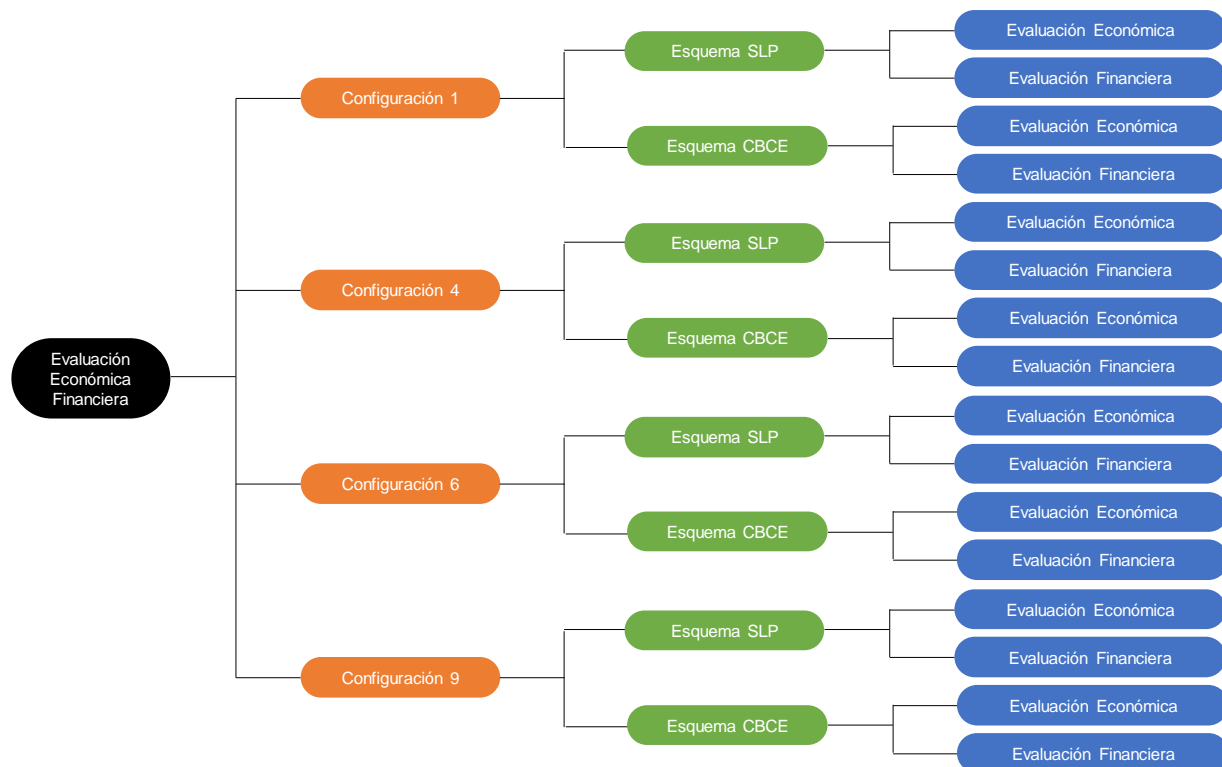 Evaluación
Económica
Financiera
Configuración 1
Esquema SLP
Evaluación Económica
Evaluación Financiera
Esquema CBCE
Evaluación Económica
Evaluación Financiera
Configuración 4
Esquema SLP
Evaluación Económica
Evaluación Financiera
Esquema CBCE
Evaluación Económica
Evaluación Financiera
Configuración 6
Esquema SLP
Evaluación Económica
Evaluación Financiera
Esquema CBCE
Evaluación Económica
Evaluación Financiera
Configuración 9
Esquema SLP
Evaluación Económica
Evaluación Financiera
Esquema CBCE
Evaluación Económica
Evaluación Financiera